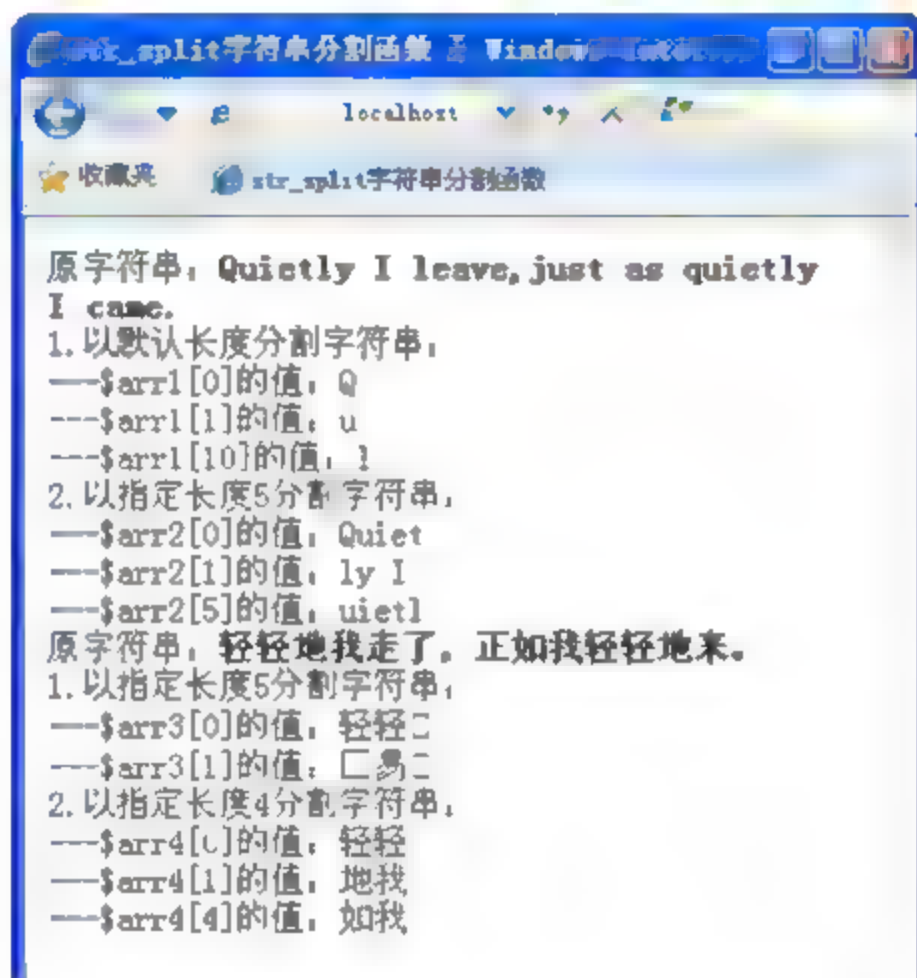 str_split字符串分割函数
localhost
收藏夹 str_split字符串分割函数
原字符串：Quietly I leave,just as quietly
I came.
1.以默认长度分割字符串：
---$arr1[0]的值：Q
---$arr1[1]的值：u
---$arr1[10]的值：l
2.以指定长度5分割字符串：
---$arr2[0]的值：Quiet
---$arr2[1]的值：ly I
---$arr2[5]的值：uietl
原字符串：轻轻地我走了。正如我轻轻地来。
1.以指定长度5分割字符串：
---$arr3[0]的值：轻轻
---$arr3[1]的值：
2.以指定长度4分割字符串：
---$arr4[0]的值：轻轻
---$arr4[1]的值：地我
---$arr4[4]的值：如我